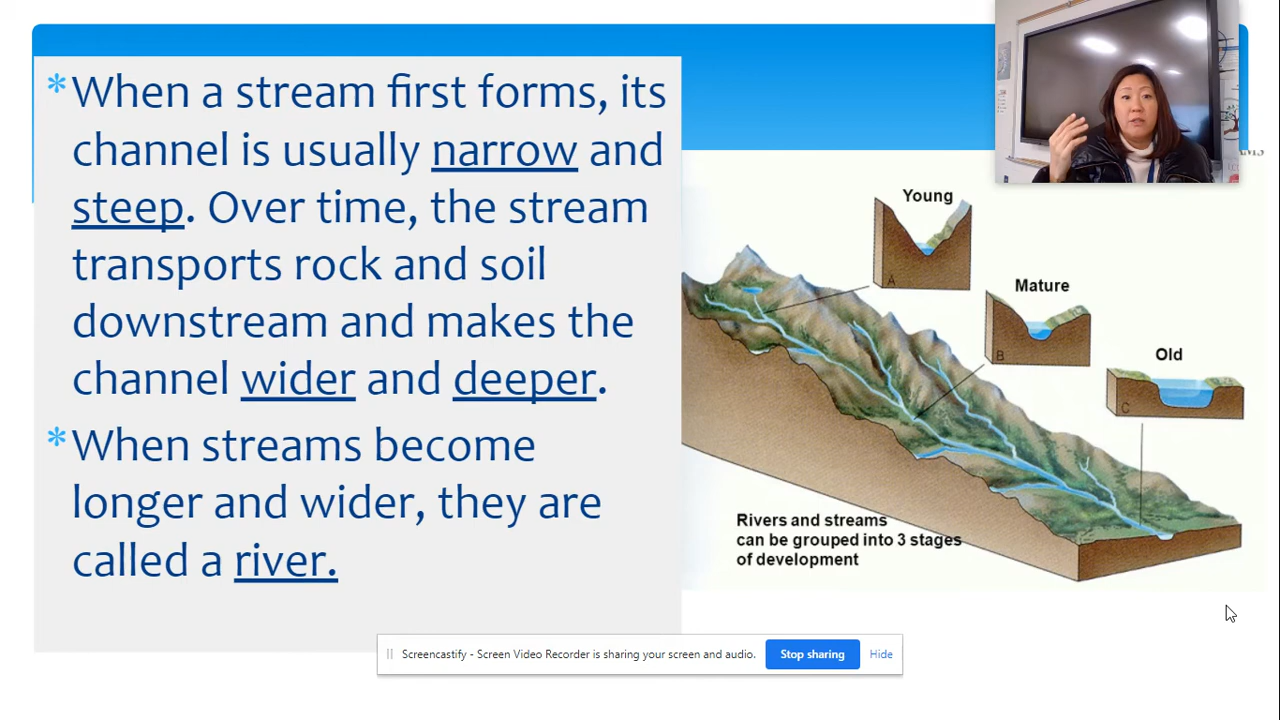 *When a stream first forms, its
channel is usually narrow and
steep. Over time, the stream
transports rock and soil
downstream and makes the
channel wider and deeper.
*When streams become
longer and wider, they are
called a river.
Young
A
Mature
B
Old
C
Rivers and streams
can be grouped into 3 stages
of development
Screencastify - Screen Video Recorder is sharing your screen and audio.
Stop sharing
Hide